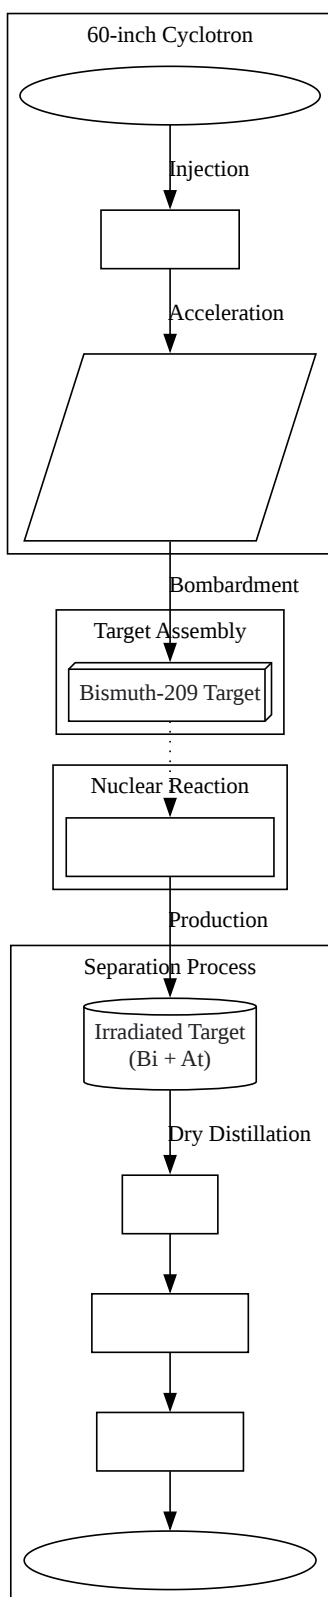 60-inch Cyclotron
Injection
Acceleration
Bombardment
Target Assembly
Bismuth-209 Target
Nuclear Reaction
Production
Separation Process
Irradiated Target
(Bi + At)
Dry Distillation